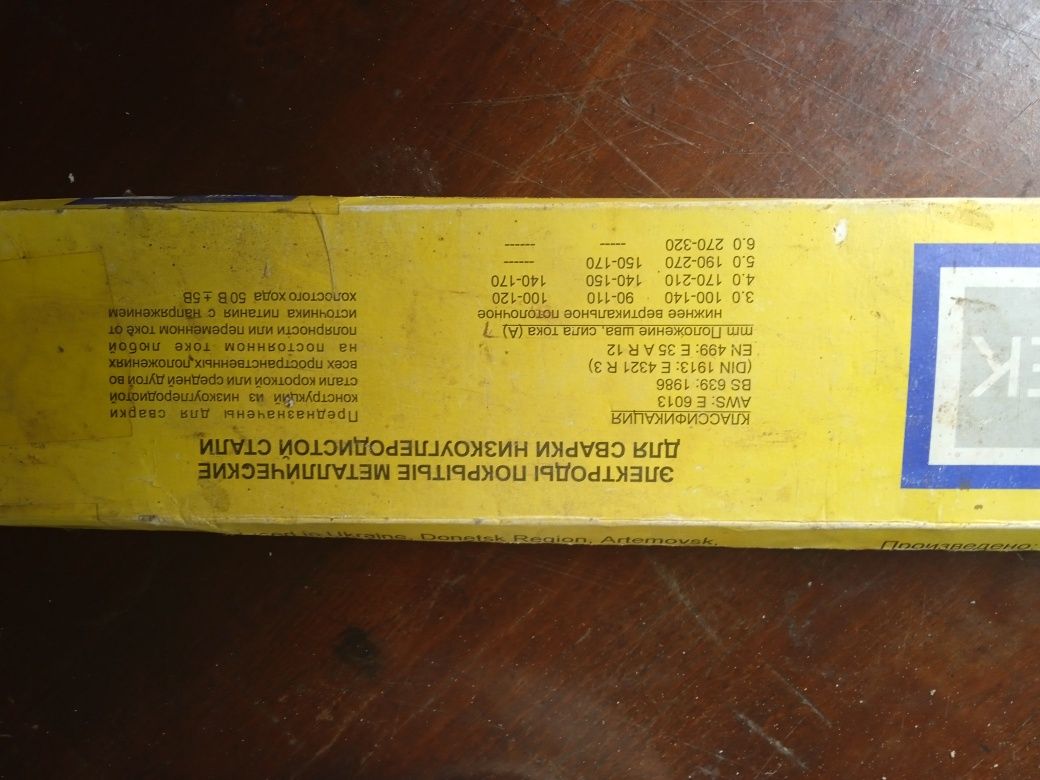 ЭЛЕКТРОДЫ ПОКРЫТЫЕ МЕТАЛЛИЧЕСКИЕ
ДЛЯ СВАРКИ НИЗКОУГЛЕРОДИСТОЙ СТАЛИ
КЛАССИФИКАЦИЯ
AWS: E 6013
BS 639: 1986
(DIN 1913: E 4321 R 3)
EN 499: E 35 A R 12
mm Положение шва, сила тока (А)
нижнее вертикальное потолочное
3.0 100-140 90-110 100-120
4.0 170-210 140-150 140-170
5.0 190-270 150-170 -----
6.0 270-320 ----- -----
Предназначены для сварки
конструкций из низкоуглеродистой
стали короткой или средней дугой во
всех пространственных положениях
на постоянном токе любой
полярности или переменном токе от
источника питания с напряжением
холостого хода 50 В ± 5В
in Ukraine, Donetsk Region, Artemovsk,
Произведено:
ЕК